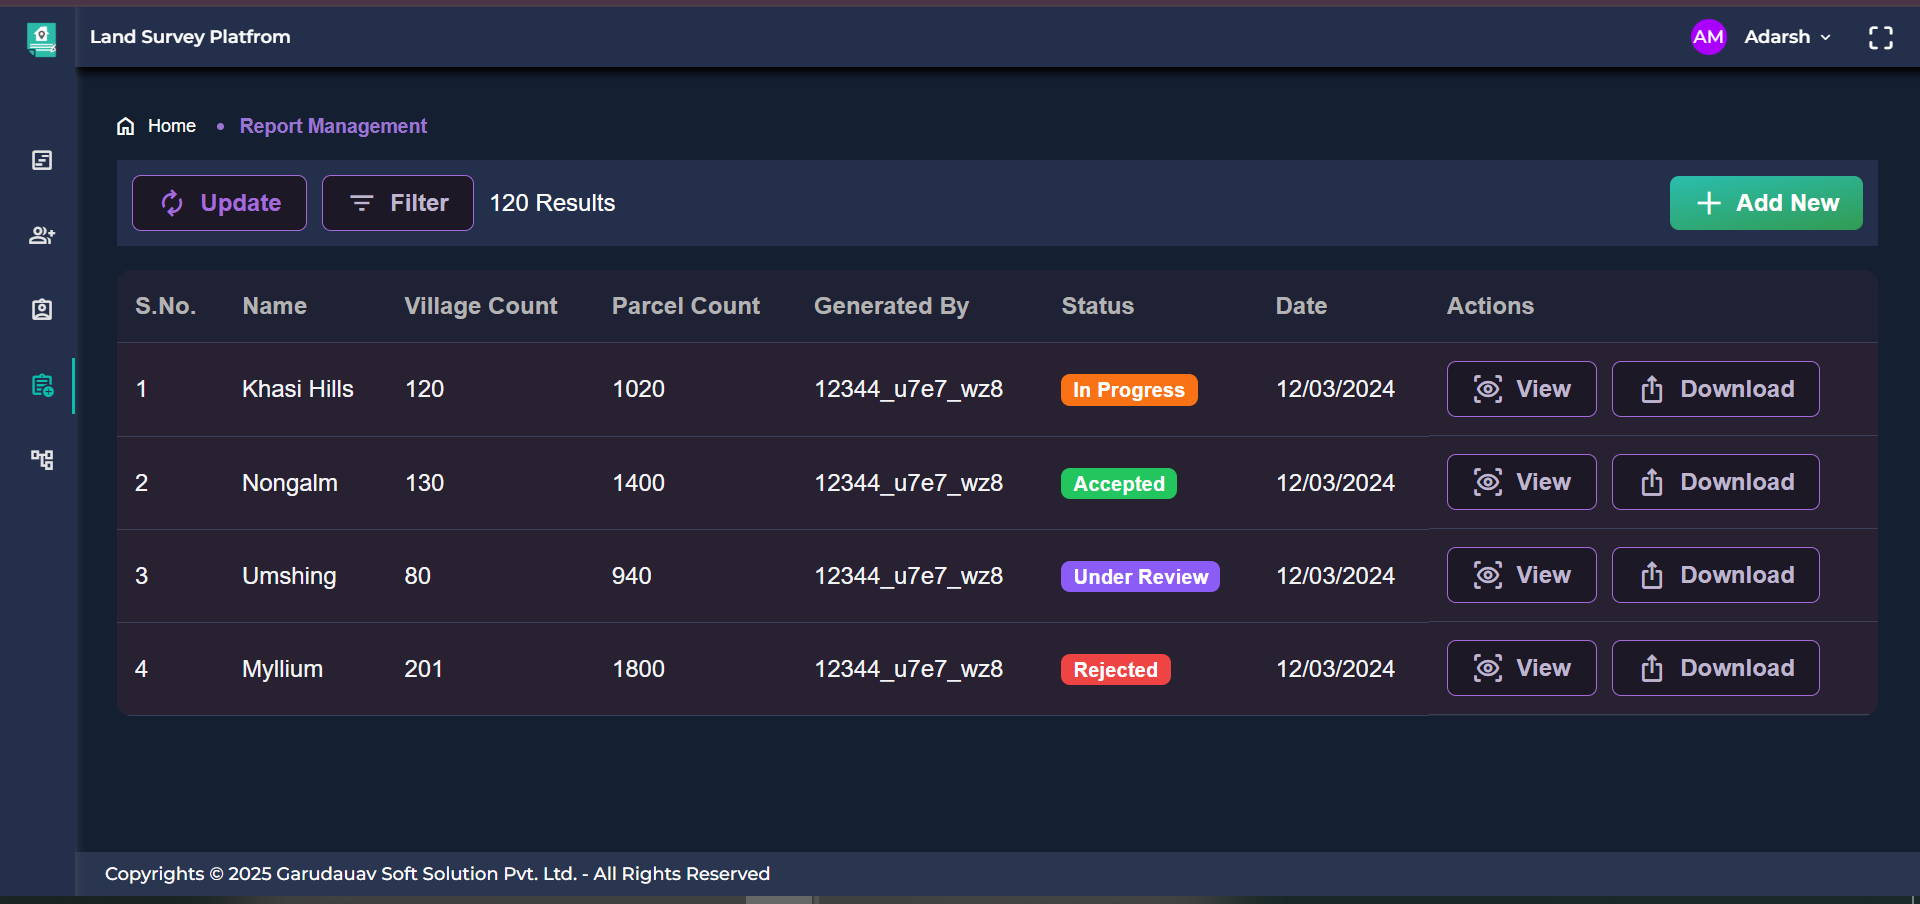 Land Survey Platfrom
AM Adarsh
Home • Report Management
Update Filter 120 Results Add New
S.No. Name Village Count Parcel Count Generated By Status Date Actions
1 Khasi Hills 120 1020 12344_u7e7_wz8 In Progress 12/03/2024 View Download
2 Nongalm 130 1400 12344_u7e7_wz8 Accepted 12/03/2024 View Download
3 Umshing 80 940 12344_u7e7_wz8 Under Review 12/03/2024 View Download
4 Myllium 201 1800 12344_u7e7_wz8 Rejected 12/03/2024 View Download
Copyrights © 2025 Garudauav Soft Solution Pvt. Ltd. - All Rights Reserved